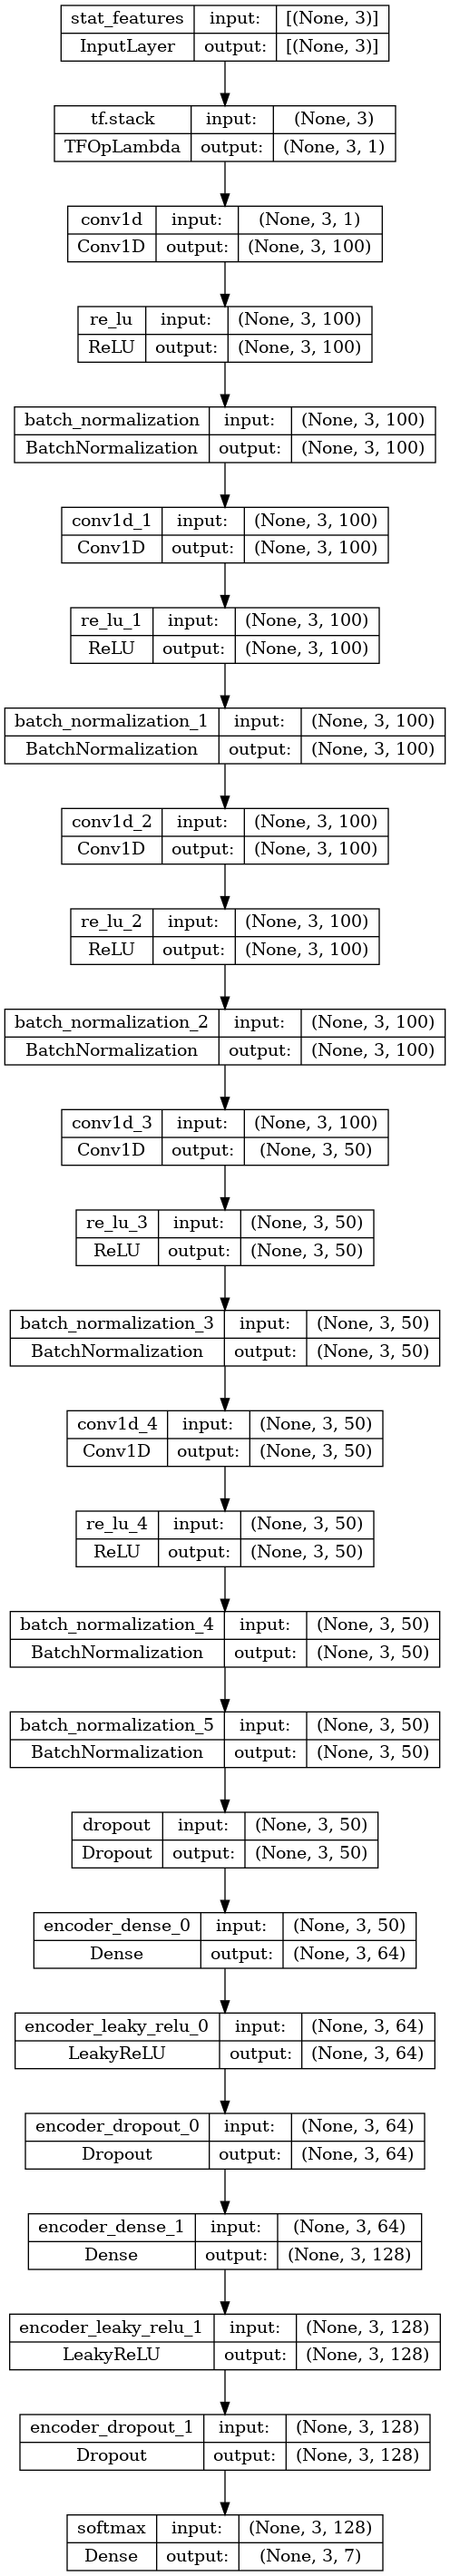 stat_features input: [(None, 3)]
InputLayer output: [(None, 3)]
tf.stack input: (None, 3)
TFOpLambda output: (None, 3, 1)
conv1d input: (None, 3, 1)
Conv1D output: (None, 3, 100)
re_lu input: (None, 3, 100)
ReLU output: (None, 3, 100)
batch_normalization input: (None, 3, 100)
BatchNormalization output: (None, 3, 100)
conv1d_1 input: (None, 3, 100)
Conv1D output: (None, 3, 100)
re_lu_1 input: (None, 3, 100)
ReLU output: (None, 3, 100)
batch_normalization_1 input: (None, 3, 100)
BatchNormalization output: (None, 3, 100)
conv1d_2 input: (None, 3, 100)
Conv1D output: (None, 3, 100)
re_lu_2 input: (None, 3, 100)
ReLU output: (None, 3, 100)
batch_normalization_2 input: (None, 3, 100)
BatchNormalization output: (None, 3, 100)
conv1d_3 input: (None, 3, 100)
Conv1D output: (None, 3, 50)
re_lu_3 input: (None, 3, 50)
ReLU output: (None, 3, 50)
batch_normalization_3 input: (None, 3, 50)
BatchNormalization output: (None, 3, 50)
conv1d_4 input: (None, 3, 50)
Conv1D output: (None, 3, 50)
re_lu_4 input: (None, 3, 50)
ReLU output: (None, 3, 50)
batch_normalization_4 input: (None, 3, 50)
BatchNormalization output: (None, 3, 50)
batch_normalization_5 input: (None, 3, 50)
BatchNormalization output: (None, 3, 50)
dropout input: (None, 3, 50)
Dropout output: (None, 3, 50)
encoder_dense_0 input: (None, 3, 50)
Dense output: (None, 3, 64)
encoder_leaky_relu_0 input: (None, 3, 64)
LeakyReLU output: (None, 3, 64)
encoder_dropout_0 input: (None, 3, 64)
Dropout output: (None, 3, 64)
encoder_dense_1 input: (None, 3, 64)
Dense output: (None, 3, 128)
encoder_leaky_relu_1 input: (None, 3, 128)
LeakyReLU output: (None, 3, 128)
encoder_dropout_1 input: (None, 3, 128)
Dropout output: (None, 3, 128)
softmax input: (None, 3, 128)
Dense output: (None, 3, 7)